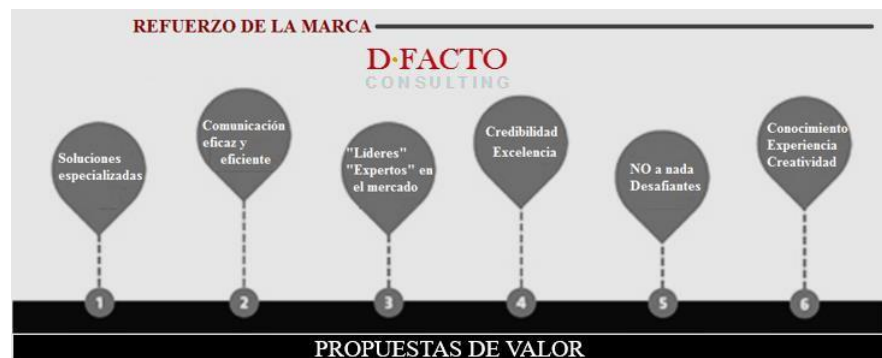 REFUERZO DE LA MARCA
D·FACTO
CONSULTING
Soluciones
especializadas
Comunicación
eficaz y
eficiente
"Líderes"
"Expertos" en
el mercado
Credibilidad
Excelencia
NO a nada
Desafiantes
Conocimiento
Experiencia
Creatividad
1
2
3
4
5
6
PROPUESTAS DE VALOR